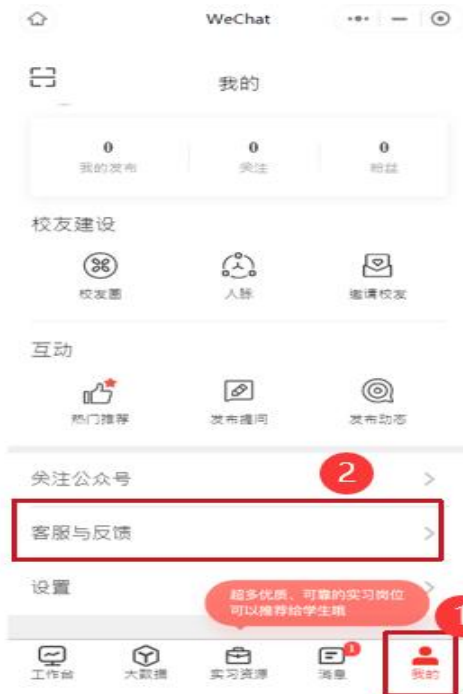 WeChat
我的
0 0 0
我的发布 关注 粉丝
校友建设
校友圈 人脉 邀请校友
互动
热门推荐 发布提问 发布动态
关注公众号
2
客服与反馈
设置
超多优质、可靠的实习岗位
可以推荐给学生哦
1
1
工作台 大数据 实习资源 消息 我的